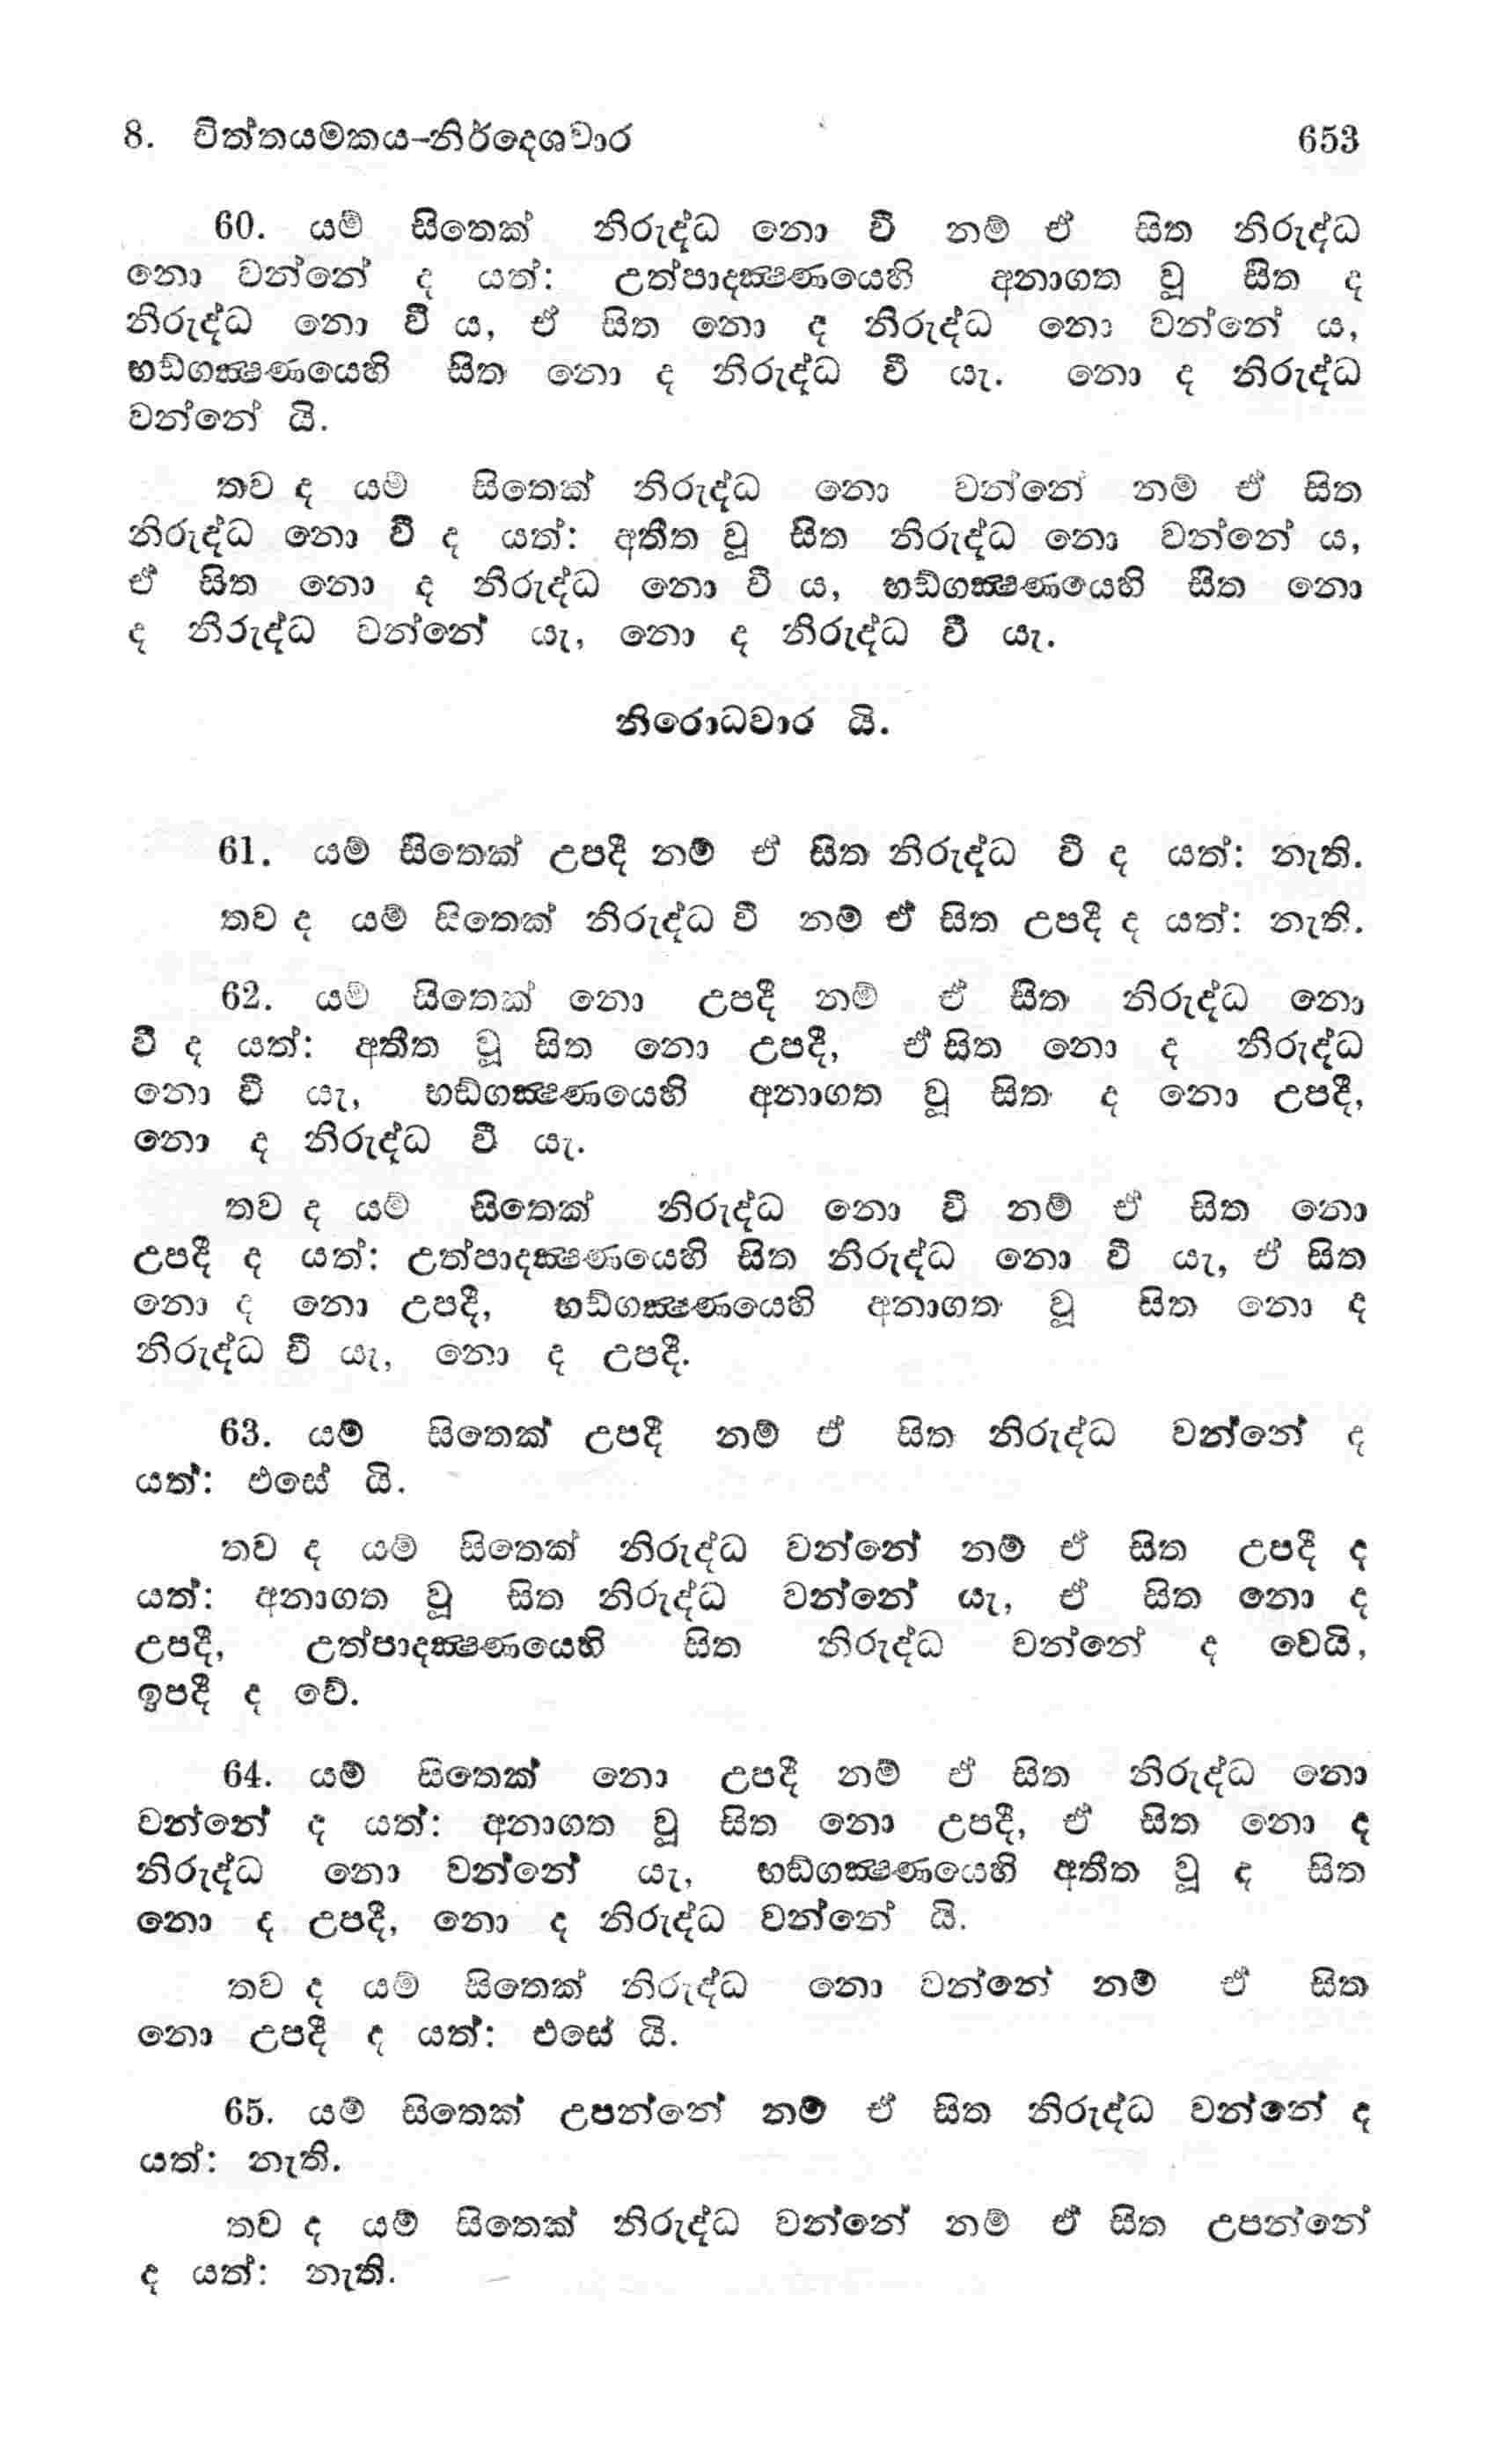 8. චිත්තයමකය-නිර්දෙශවාර 653
60. යම් සිතෙක් නිරුද්ධ නො වී නම් ඒ සිත නිරුද්ධ
නො වන්නේ ද යත්: උත්පාදක්‍ෂණයෙහි අනාගත වූ සිත ද
නිරුද්ධ නො වී ය, ඒ සිත නො ද නිරුද්ධ නො වන්නේ ය,
භඩ්ගක්‍ෂණයෙහි සිත නො ද නිරුද්ධ වී යැ. නො ද නිරුද්ධ
වන්නේ යි.
තව ද යම් සිතෙක් නිරුද්ධ නො වන්නේ නම් ඒ සිත
නිරුද්ධ නො වී ද යත්: අතීත වූ සිත නිරුද්ධ නො වන්නේ ය,
ඒ සිත නො ද නිරුද්ධ නො වී ය, භඩ්ගක්‍ෂණයෙහි සිත නො
ද නිරුද්ධ වන්නේ යැ, නො ද නිරුද්ධ වී යැ.
නිරොධවාර යි.
61. යම් සිතෙක් උපදී නම් ඒ සිත නිරුද්ධ වී ද යත්: නැති.
තව ද යම් සිතෙක් නිරුද්ධ වී නම් ඒ සිත උපදී ද යත්: නැති.
62. යම් සිතෙක් නො උපදී නම් ඒ සිත නිරුද්ධ නො
වී ද යත්: අතීත වූ සිත නො උපදී, ඒ සිත නො ද නිරුද්ධ
නො වී යැ, භඩ්ගක්‍ෂණයෙහි අනාගත වූ සිත ද නො උපදී,
නො ද නිරුද්ධ වී යැ.
තව ද යම් සිතෙක් නිරුද්ධ නො වී නම් ඒ සිත නො
උපදී ද යත්: උත්පාදක්‍ෂණයෙහි සිත නිරුද්ධ නො වී යැ, ඒ සිත
නො ද නො උපදී, භඩ්ගක්‍ෂණයෙහි අනාගත වූ සිත නො ද
නිරුද්ධ වී යැ, නො ද උපදී.
63. යම් සිතෙක් උපදී නම් ඒ සිත නිරුද්ධ වන්නේ ද
යත්: එසේ යි.
තව ද යම් සිතෙක් නිරුද්ධ වන්නේ නම් ඒ සිත උපදී ද
යත්: අනාගත වූ සිත නිරුද්ධ වන්නේ යැ, ඒ සිත නො ද
උපදී, උත්පාදක්‍ෂණයෙහි සිත නිරුද්ධ වන්නේ ද වෙයි,
ඉපදී ද වේ.
64. යම් සිතෙක් නො උපදී නම් ඒ සිත නිරුද්ධ නො
වන්නේ ද යත්: අනාගත වූ සිත නො උපදී, ඒ සිත නො ද
නිරුද්ධ නො වන්නේ යැ, භඩ්ගක්‍ෂණයෙහි අතීත වූ ද සිත
නො ද උපදී, නො ද නිරුද්ධ වන්නේ යි.
තව ද යම් සිතෙක් නිරුද්ධ නො වන්නේ නම් ඒ සිත
නො උපදී ද යත්: එසේ යි.
65. යම් සිතෙක් උපන්නේ නම් ඒ සිත නිරුද්ධ වන්නේ ද
යත්: නැති.
තව ද යම් සිතෙක් නිරුද්ධ වන්නේ නම් ඒ සිත උපන්නේ
ද යත්: නැති.